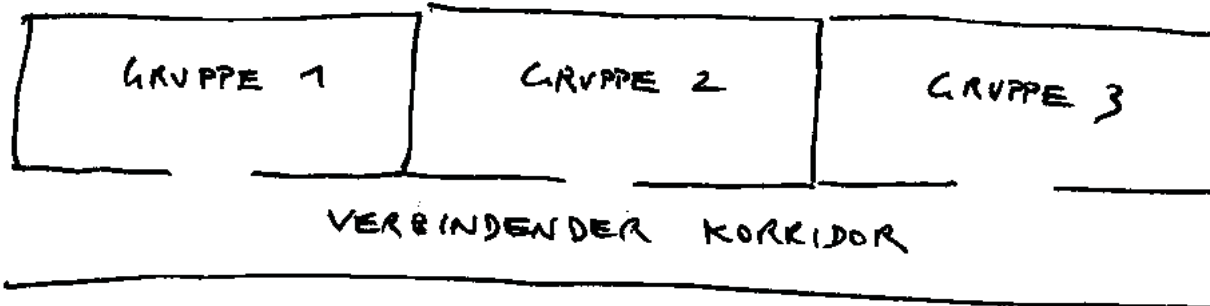 GRUPPE 1
GRUPPE 2
GRUPPE 3
VERBINDENDER KORRIDOR